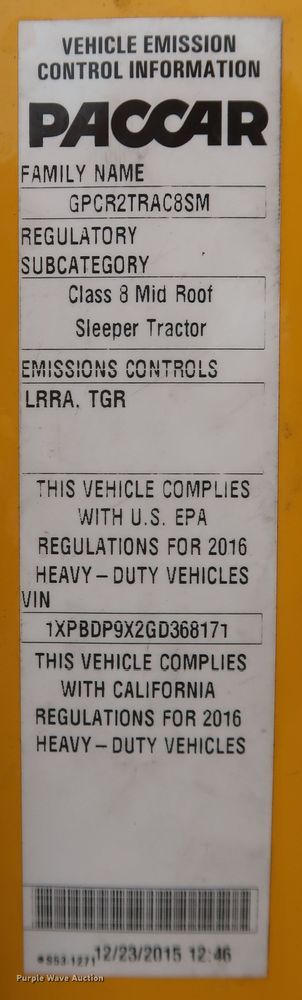 VEHICLE EMISSION
CONTROL INFORMATION
PACCAR
FAMILY NAME
GPCR2TRAC8SM
REGULATORY
SUBCATEGORY
Class 8 Mid Roof
Sleeper Tractor
EMISSIONS CONTROLS
LRRA. TGR
THIS VEHICLE COMPLIES
WITH U.S. EPA
REGULATIONS FOR 2016
HEAVY-DUTY VEHICLES
VIN
1XPBDP9X2GD368171
THIS VEHICLE COMPLIES
WITH CALIFORNIA
REGULATIONS FOR 2016
HEAVY-DUTY VEHICLES
12/23/2015 12:46
Purple Wave Auction